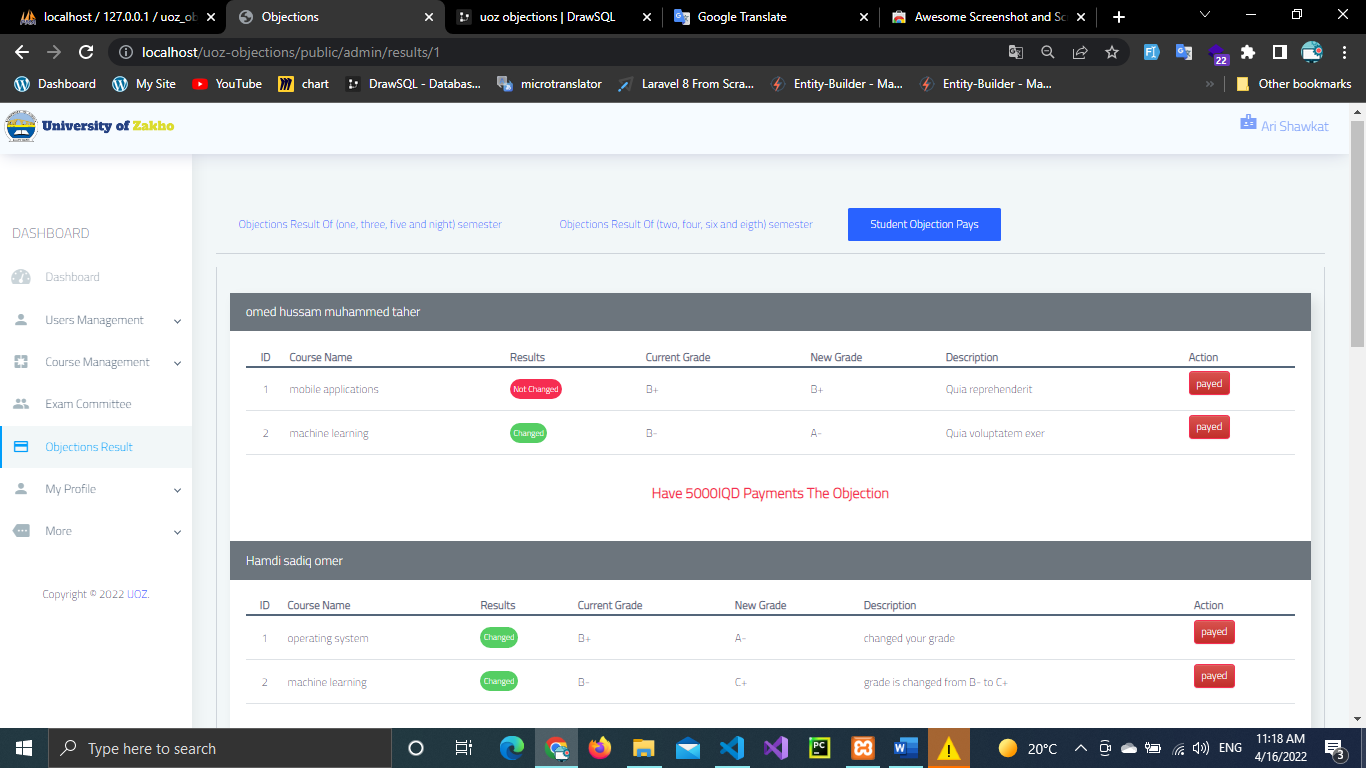 localhost / 127.0.0.1 / uoz_ob
Objections
uoz objections | DrawSQL
Google Translate
Awesome Screenshot and Sc
localhost/uoz-objections/public/admin/results/1
22
Dashboard
My Site
YouTube
chart
DrawSQL - Databas...
microtranslator
Laravel 8 From Scra...
Entity-Builder - Ma...
Entity-Builder - Ma...
»
Other bookmarks
University of Zakho
Ari Shawkat
DASHBOARD
Dashboard
Users Management
Course Management
Exam Committee
Objections Result
My Profile
More
Copyright © 2022 UOZ.
Objections Result Of (one, three, five and night) semester
Objections Result Of (two, four, six and eigth) semester
Student Objection Pays
omed hussam muhammed taher
ID Course Name Results Current Grade New Grade Description Action
1 mobile applications Not Changed B+ B+ Quia reprehenderit payed
2 machine learning Changed B- A- Quia voluptatem exer payed
Have 5000IQD Payments The Objection
Hamdi sadiq omer
ID Course Name Results Current Grade New Grade Description Action
1 operating system Changed B+ A- changed your grade payed
2 machine learning Changed B- C+ grade is changed from B- to C+ payed
Type here to search
PC
20°C
ENG
11:18 AM
4/16/2022
3